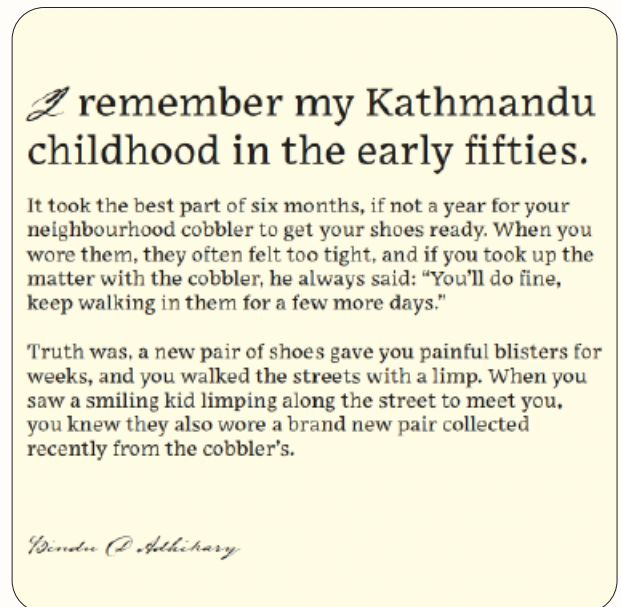 I remember my Kathmandu
childhood in the early fifties.
It took the best part of six months, if not a year for your
neighbourhood cobbler to get your shoes ready. When you
wore them, they often felt too tight, and if you took up the
matter with the cobbler, he always said: “You’ll do fine,
keep walking in them for a few more days.”
Truth was, a new pair of shoes gave you painful blisters for
weeks, and you walked the streets with a limp. When you
saw a smiling kid limping along the street to meet you,
you knew they also wore a brand new pair collected
recently from the cobbler’s.
Bindu D Adhikary